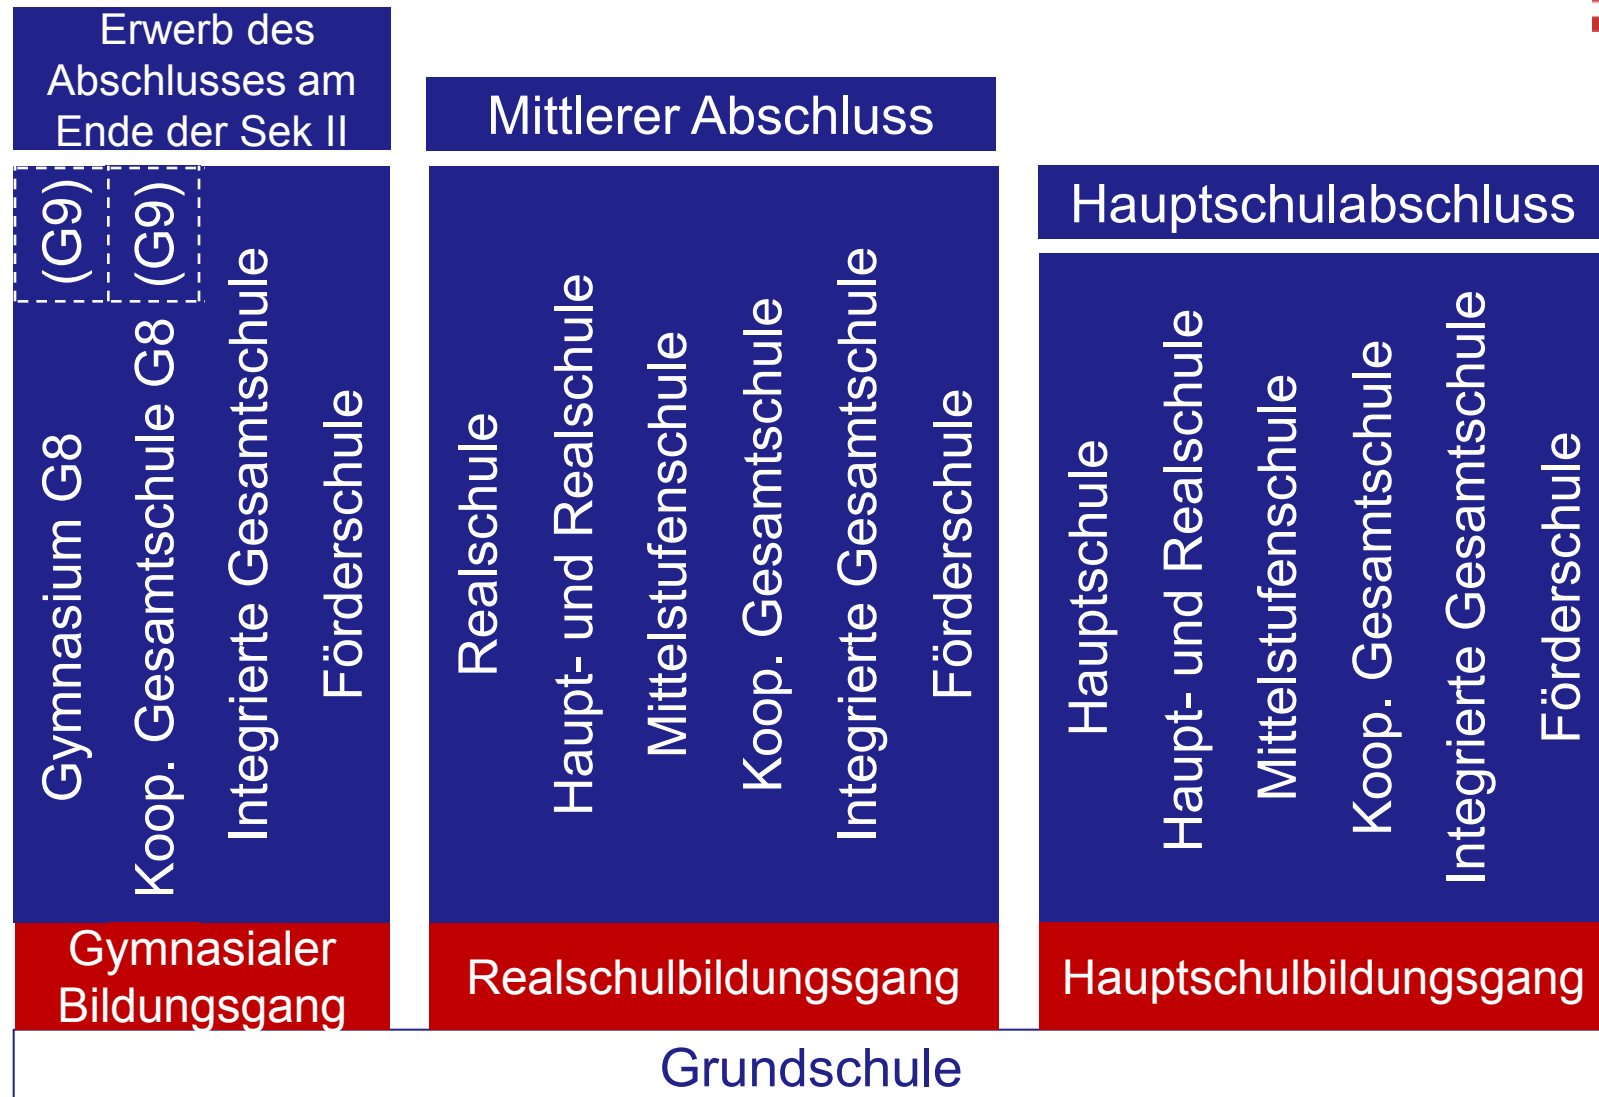 Erwerb des
Abschlusses am
Ende der Sek II
Mittlerer Abschluss
Hauptschulabschluss
(G9)
(G9)
Gymnasium G8
Koop. Gesamtschule G8
Integrierte Gesamtschule
Förderschule
Realschule
Haupt- und Realschule
Mittelstufenschule
Koop. Gesamtschule
Integrierte Gesamtschule
Förderschule
Hauptschule
Haupt- und Realschule
Mittelstufenschule
Koop. Gesamtschule
Integrierte Gesamtschule
Förderschule
Gymnasialer
Bildungsgang
Realschulbildungsgang
Hauptschulbildungsgang
Grundschule